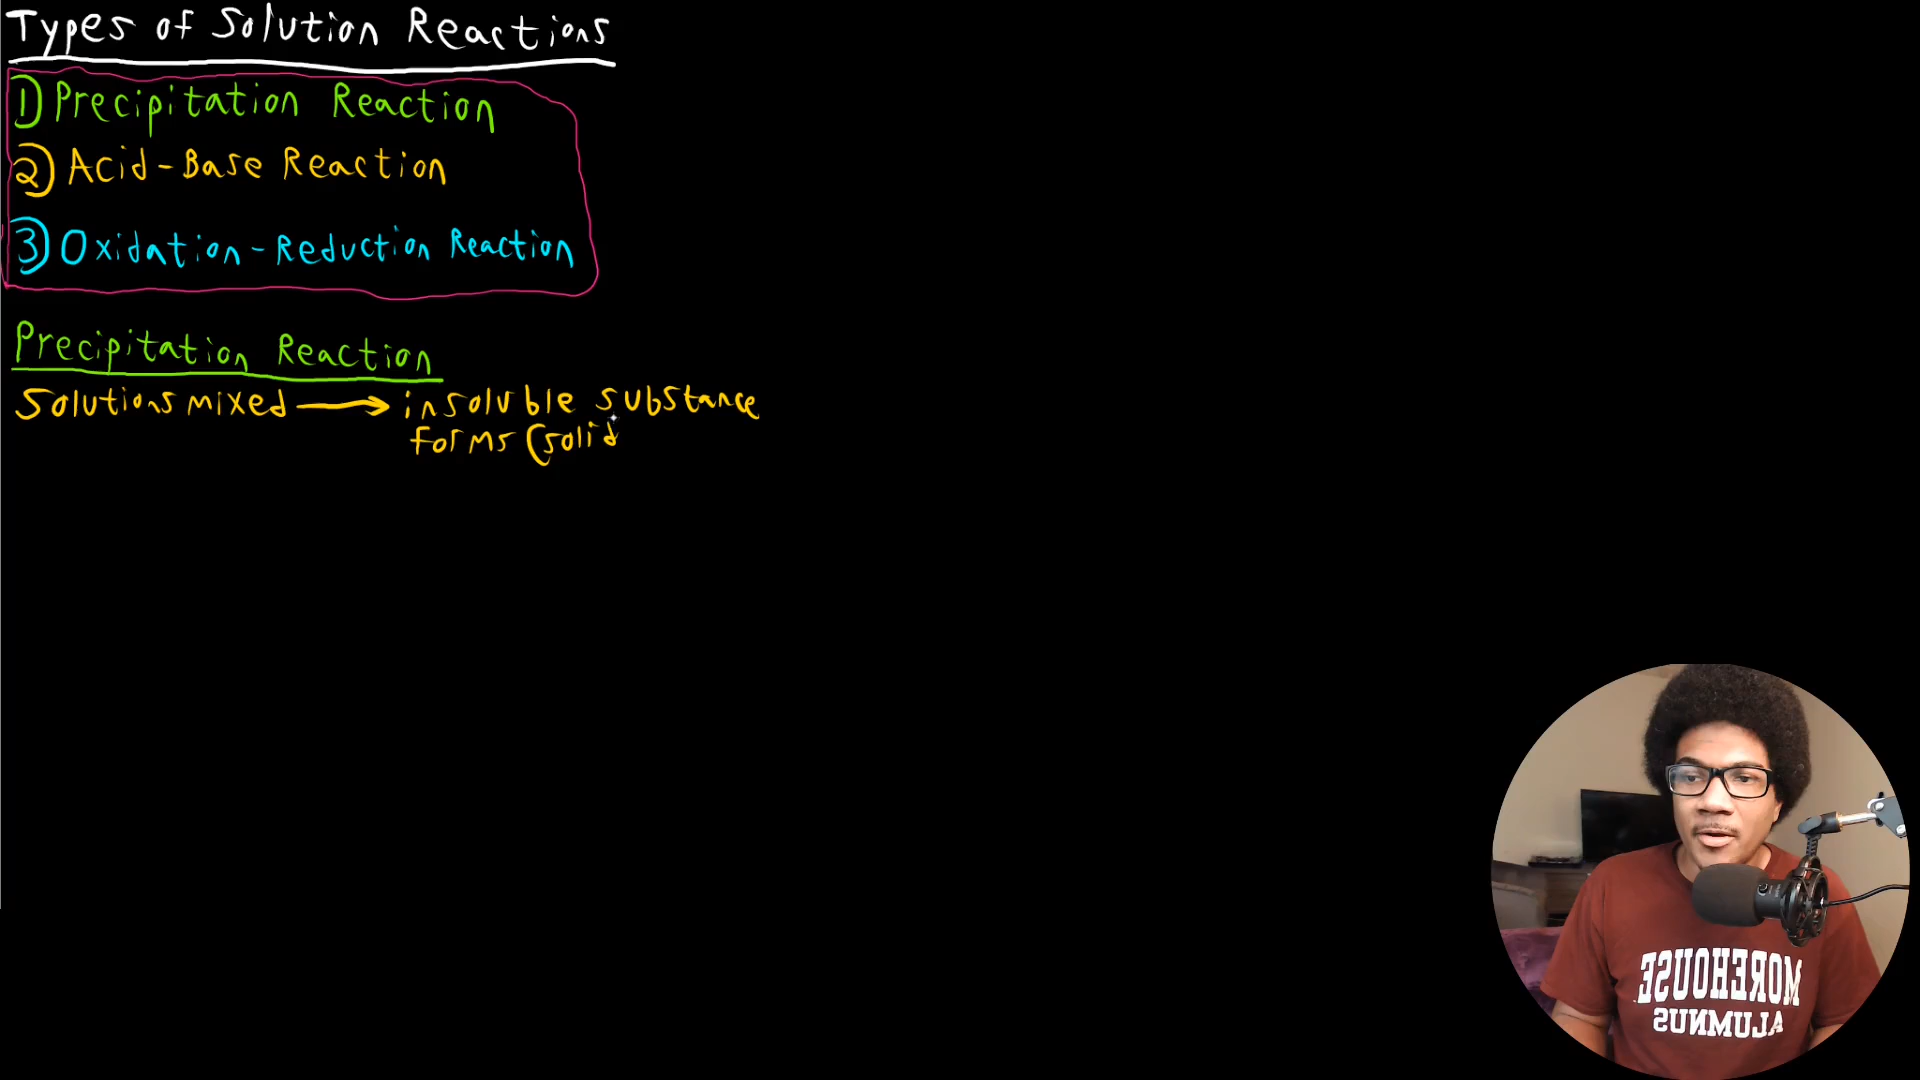 Types of Solution Reactions
1) Precipitation Reaction
2) Acid-Base Reaction
3) Oxidation-Reduction Reaction
Precipitation Reaction
Solutions mixed → insoluble substance
forms (solid
MOREHOUSE
ALUMNUS